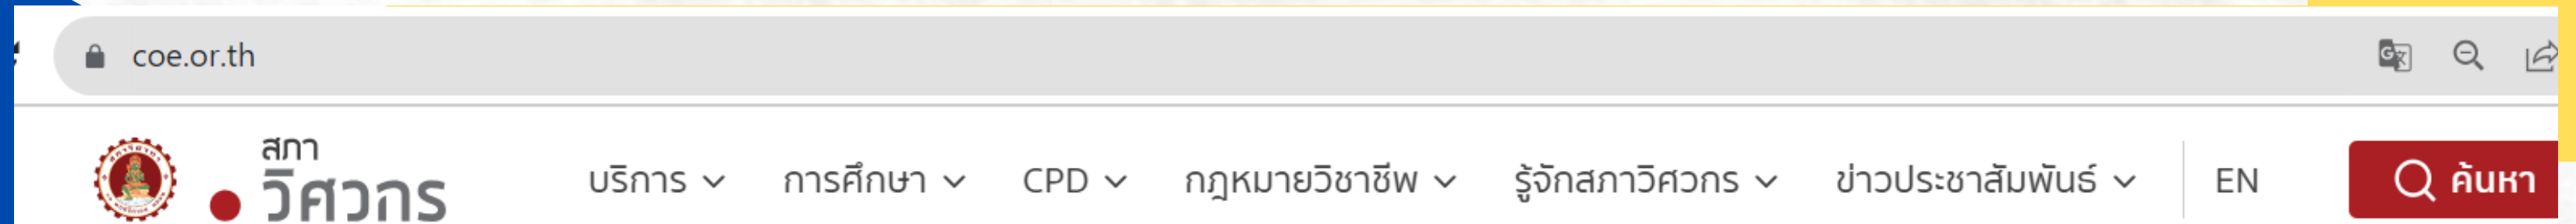 coe.or.th
สภา
วิศวกร
บริการ การศึกษา CPD กฎหมายวิชาชีพ รู้จักสภาวิศวกร ข่าวประชาสัมพันธ์ EN ค้นหา